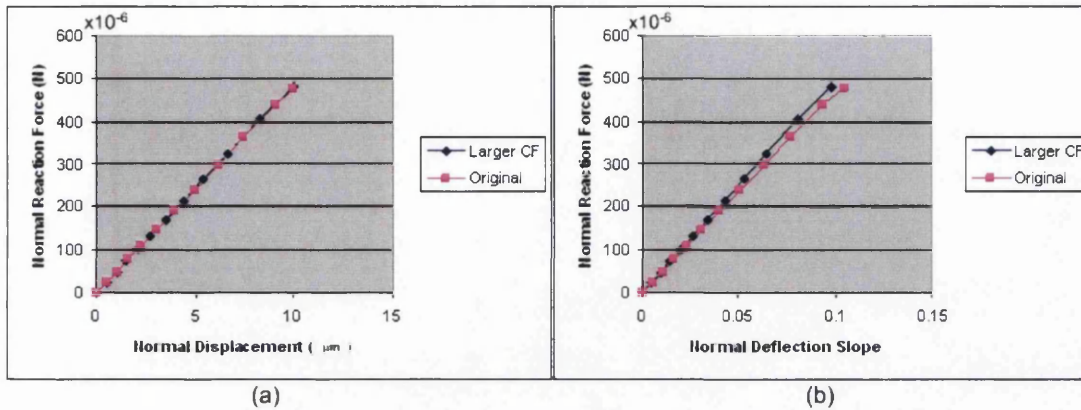 x10-6
600
500
400
300
200
100
0
Normal Reaction Force (N)
0 5 10 15
Normal Displacement ( μm )
Larger CF
Original
(a)
x10-6
600
500
400
300
200
100
0
Normal Reaction Force (N)
0 0.05 0.1 0.15
Normal Deflection Slope
Larger CF
Original
(b)